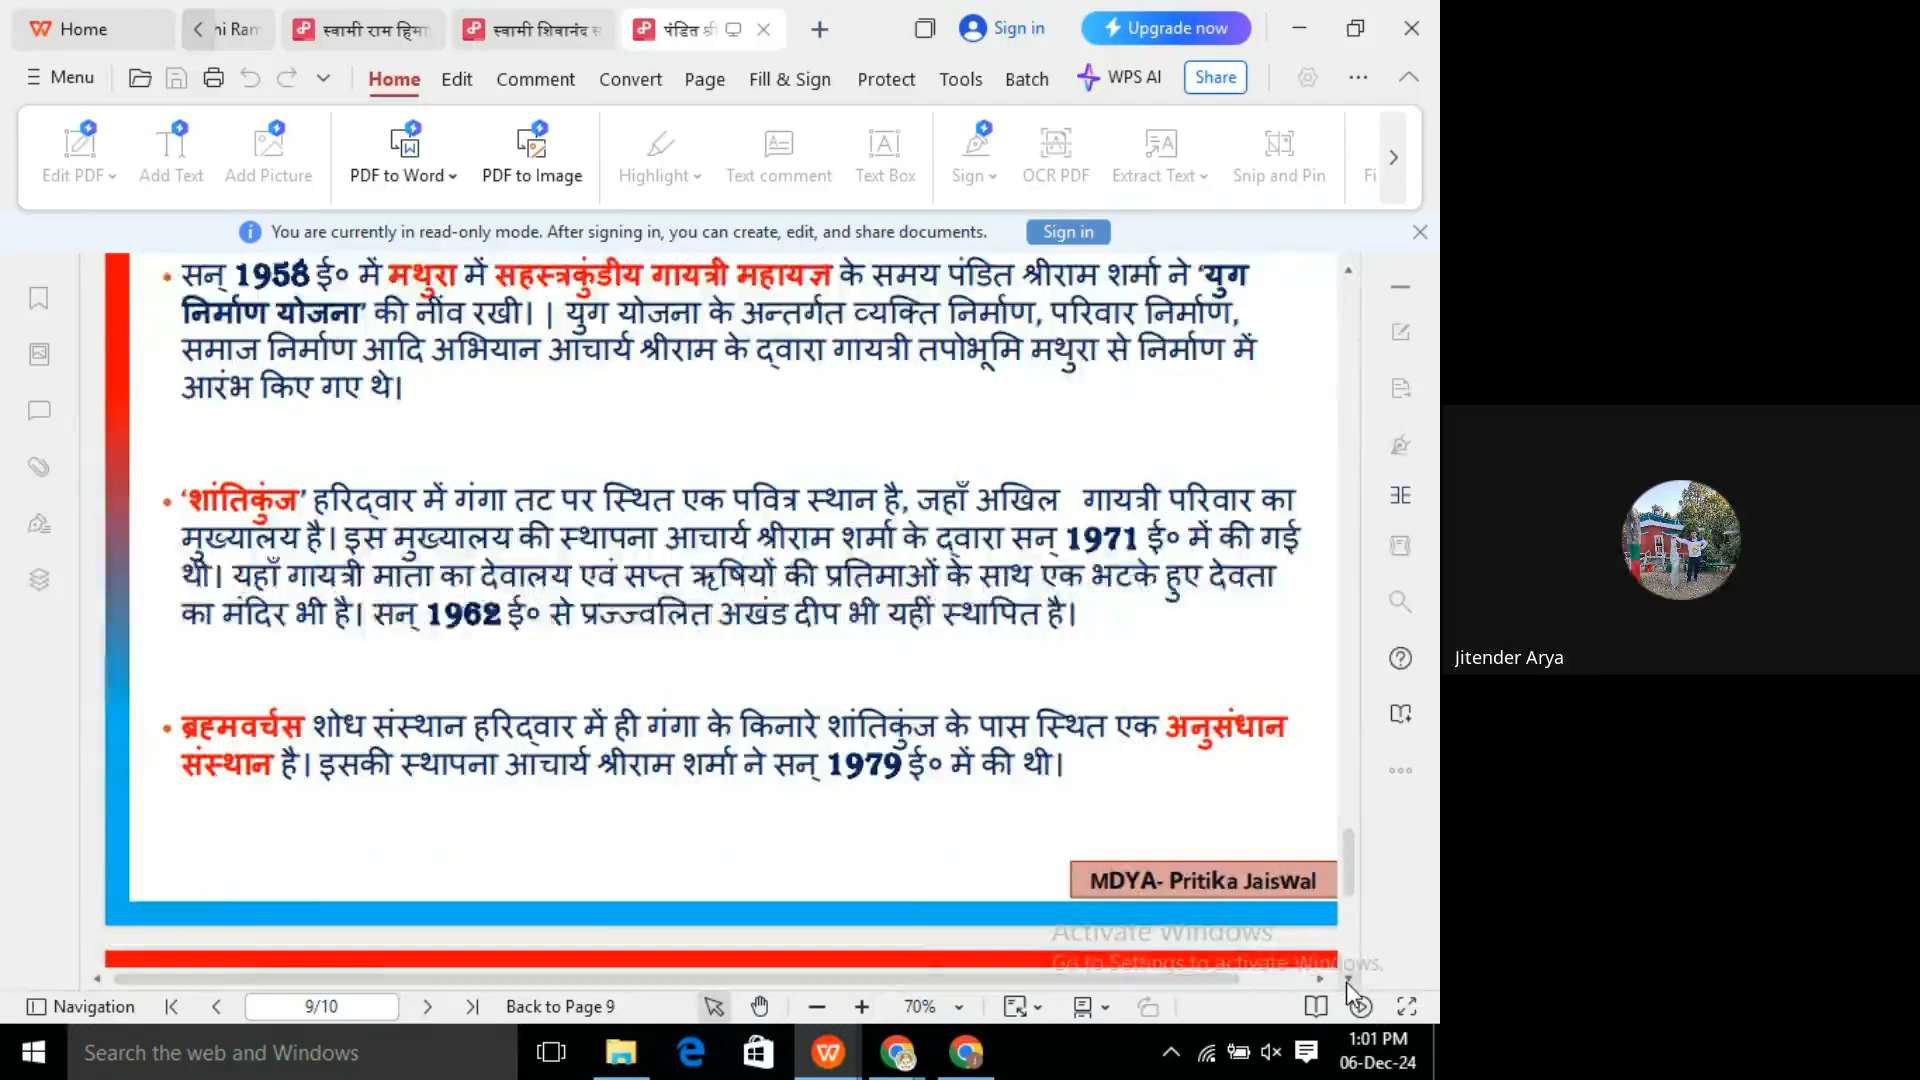 Home
स्वामी राम हिमा
स्वामी शिवानंद स
पंडित श्री
Sign in
Upgrade now
Menu
Home Edit Comment Convert Page Fill & Sign Protect Tools Batch WPS AI Share
Edit PDF Add Text Add Picture PDF to Word PDF to Image Highlight Text comment Text Box Sign OCR PDF Extract Text Snip and Pin Fi
You are currently in read-only mode. After signing in, you can create, edit, and share documents. Sign in
• सन् 1958 ई० में मथुरा में सहस्त्रकुंडीय गायत्री महायज्ञ के समय पंडित श्रीराम शर्मा ने ‘युग
निर्माण योजना’ की नींव रखी। | युग योजना के अन्तर्गत व्यक्ति निर्माण, परिवार निर्माण,
समाज निर्माण आदि अभियान आचार्य श्रीराम के द्वारा गायत्री तपोभूमि मथुरा से निर्माण में
आरंभ किए गए थे।
• ‘शांतिकुंज’ हरिद्वार में गंगा तट पर स्थित एक पवित्र स्थान है, जहाँ अखिल गायत्री परिवार का
मुख्यालय है। इस मुख्यालय की स्थापना आचार्य श्रीराम शर्मा के द्वारा सन् 1971 ई० में की गई
थी। यहाँ गायत्री माता का देवालय एवं सप्त ऋषियों की प्रतिमाओं के साथ एक भटके हुए देवता
का मंदिर भी है। सन् 1962 ई० से प्रज्ज्वलित अखंड दीप भी यहीं स्थापित है।
• ब्रह्मवर्चस शोध संस्थान हरिद्वार में ही गंगा के किनारे शांतिकुंज के पास स्थित एक अनुसंधान
संस्थान है। इसकी स्थापना आचार्य श्रीराम शर्मा ने सन् 1979 ई० में की थी।
MDYA- Pritika Jaiswal
Activate Windows
Go to Settings to activate Windows.
Navigation 9/10 Back to Page 9 70%
Search the web and Windows
1:01 PM
06-Dec-24
Jitender Arya